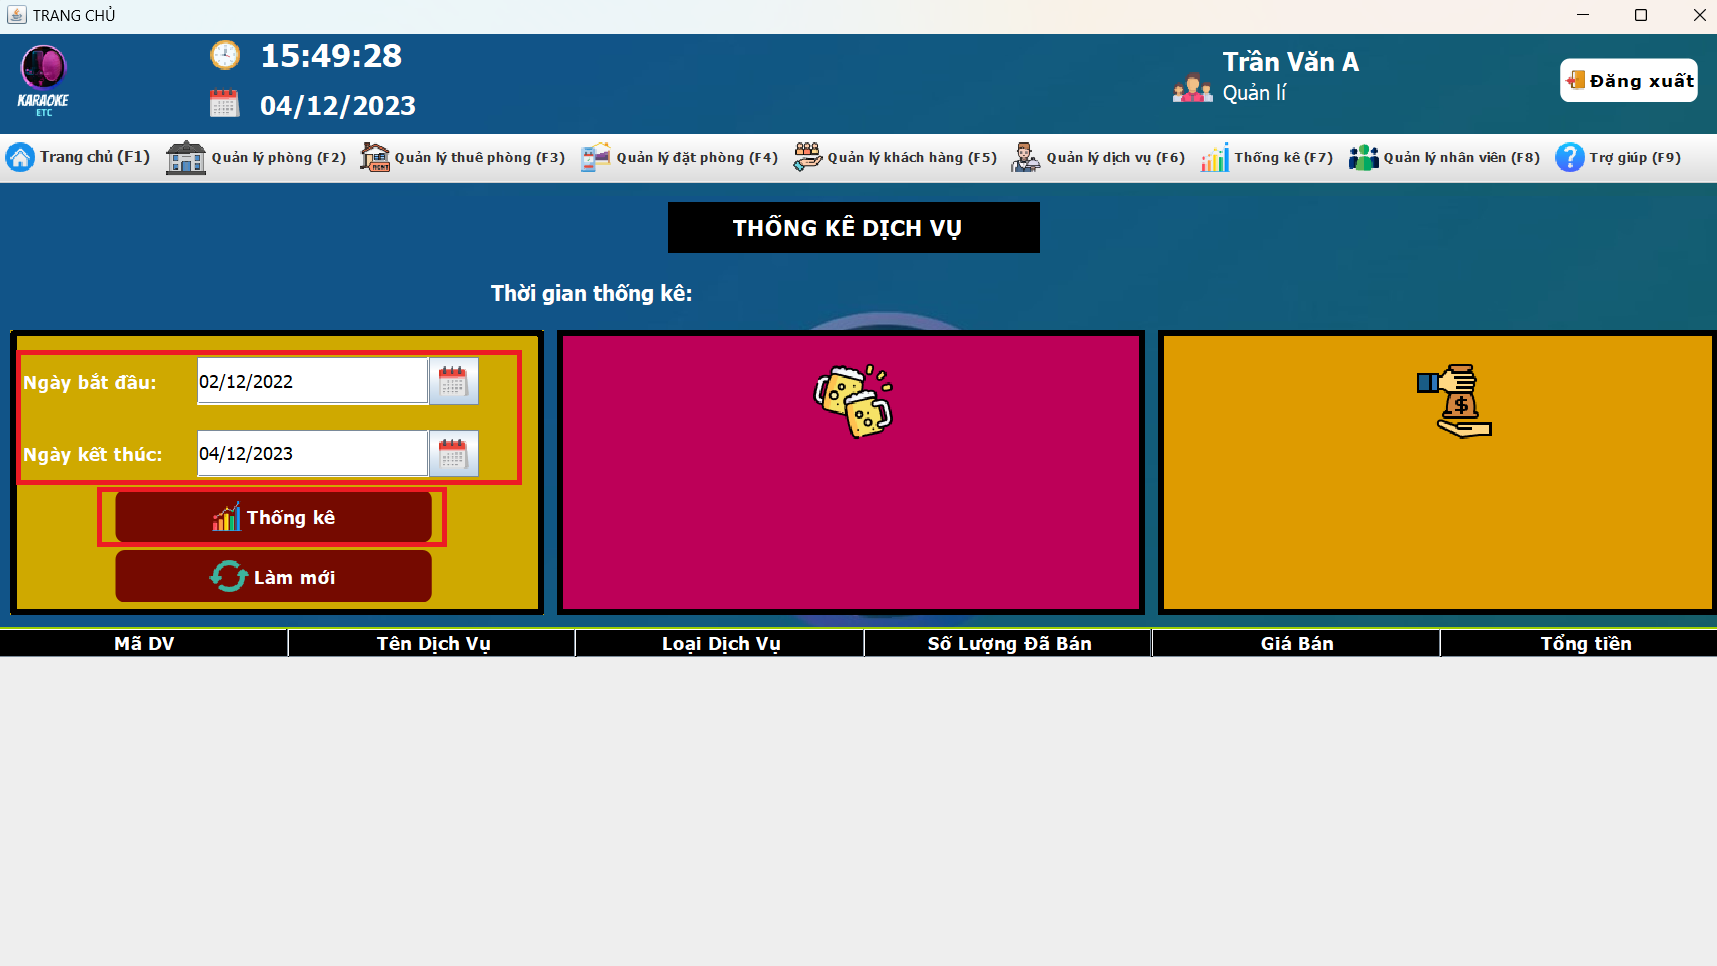 TRANG CHỦ
KARAOKE
ETC
15:49:28
04/12/2023
Trần Văn A
Quản lí
Đăng xuất
Trang chủ (F1)
Quản lý phòng (F2)
Quản lý thuê phòng (F3)
Quản lý đặt phòng (F4)
Quản lý khách hàng (F5)
Quản lý dịch vụ (F6)
Thống kê (F7)
Quản lý nhân viên (F8)
Trợ giúp (F9)
THỐNG KÊ DỊCH VỤ
Thời gian thống kê:
Ngày bắt đầu:
02/12/2022
Ngày kết thúc:
04/12/2023
Thống kê
Làm mới
Mã DV
Tên Dịch Vụ
Loại Dịch Vụ
Số Lượng Đã Bán
Giá Bán
Tổng tiền